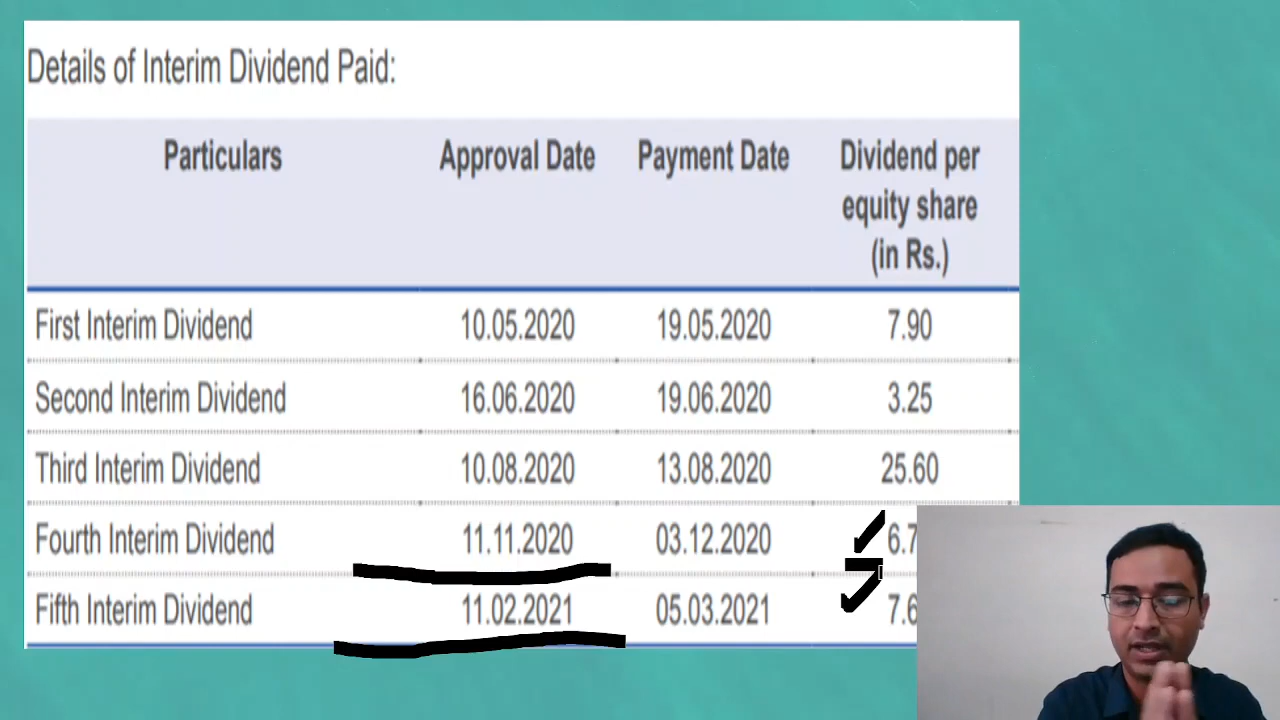 Details of Interim Dividend Paid:
Particulars Approval Date Payment Date Dividend per
equity share
(in Rs.)
First Interim Dividend 10.05.2020 19.05.2020 7.90
Second Interim Dividend 16.06.2020 19.06.2020 3.25
Third Interim Dividend 10.08.2020 13.08.2020 25.60
Fourth Interim Dividend 11.11.2020 03.12.2020
Fifth Interim Dividend 11.02.2021 05.03.2021